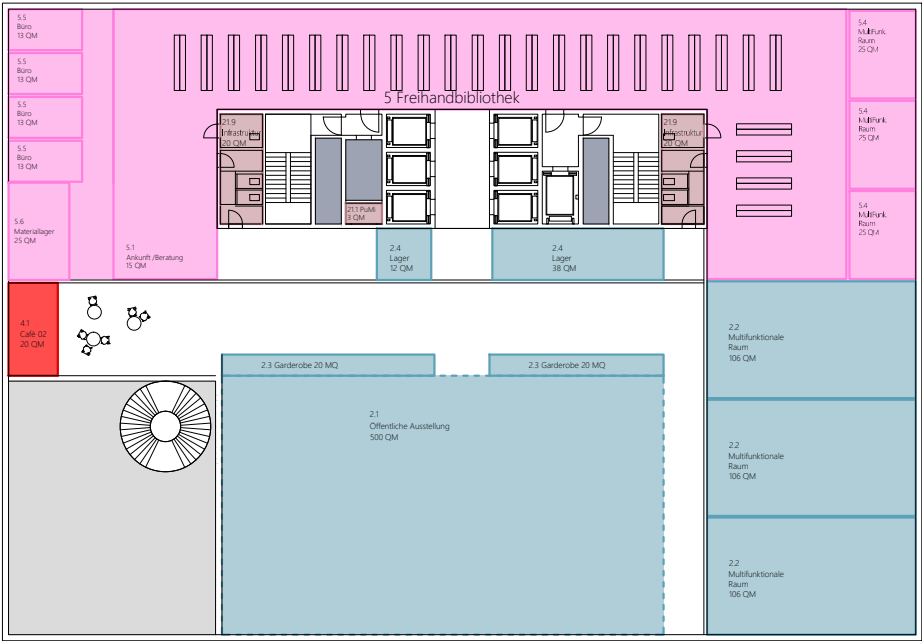 5.5
Büro
13 QM
5.5
Büro
13 QM
5.5
Büro
13 QM
5.5
Büro
13 QM
5.6
Materiallager
25 QM
5.1
Ankunft /Beratung
15 QM
5 Freihandbibliothek
21.9
Infrastruktur
20 QM
21.1 PuMi
3 QM
21.9
Infrastruktur
20 QM
5.4
MultiFunk.
Raum
25 QM
5.4
MultiFunk.
Raum
25 QM
5.4
MultiFunk.
Raum
25 QM
2.4
Lager
12 QM
2.4
Lager
38 QM
4.1
Café 02
20 QM
2.3 Garderobe 20 MQ
2.3 Garderobe 20 MQ
2.1
Öffentliche Ausstellung
500 QM
2.2
Multifunktionale
Raum
106 QM
2.2
Multifunktionale
Raum
106 QM
2.2
Multifunktionale
Raum
106 QM